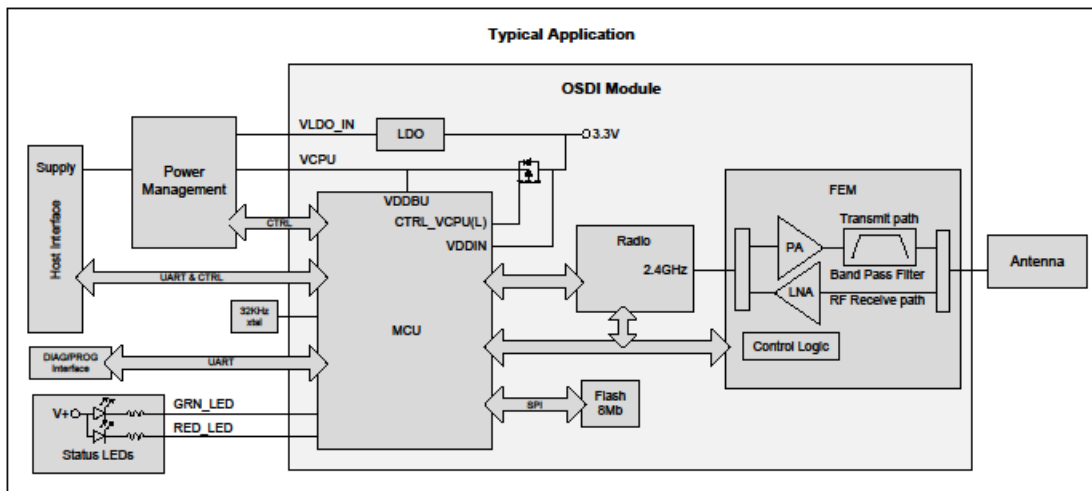 Typical Application
OSDI Module
VLDO_IN
LDO
3.3V
Supply
Host Interface
Power
Management
VCPU
VDDBU
CTRL
CTRL_VCPU(L)
VDDIN
UART & CTRL
32KHz
xtal
MCU
DIAG/PROG
Interface
UART
V+
GRN_LED
RED_LED
Status LEDs
Radio
2.4GHz
SPI
Flash
8Mb
FEM
Transmit path
PA
Band Pass Filter
LNA
RF Receive path
Control Logic
Antenna